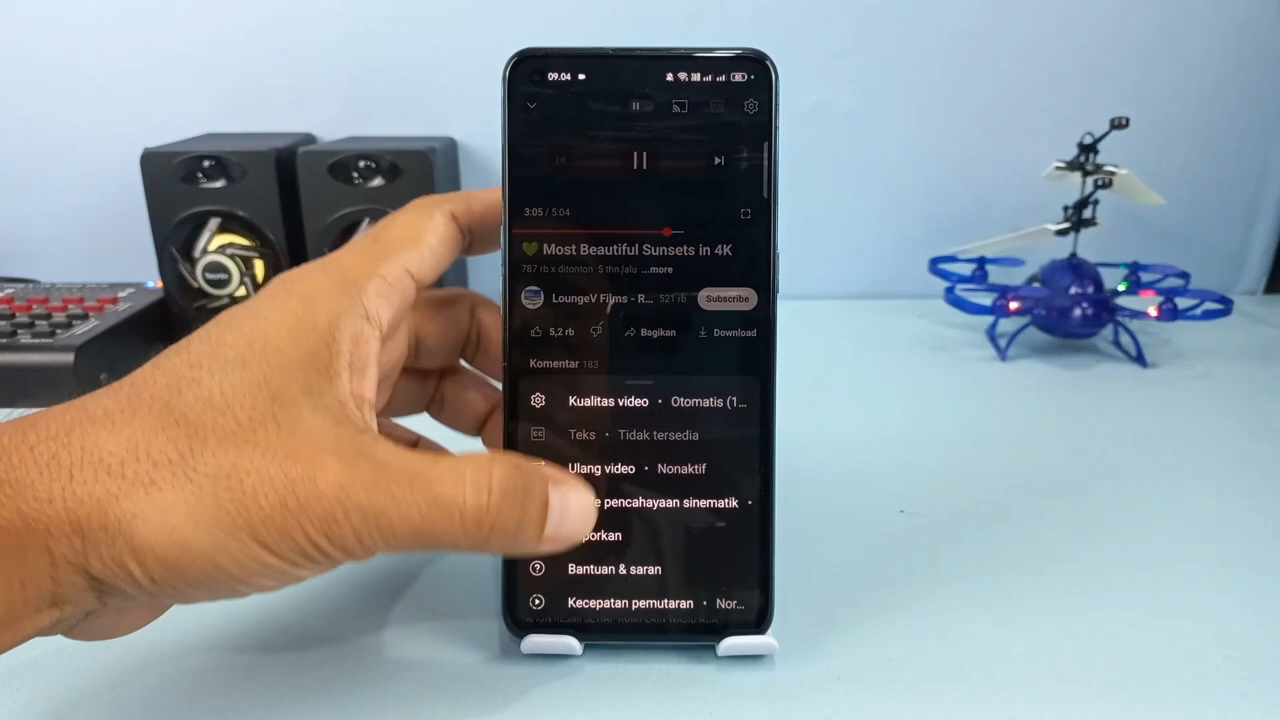 09.04
85
3:05 / 5:04
💚 Most Beautiful Sunsets in 4K
787 rb x ditonton 5 thn lalu ...more
LoungeV Films - R... 521 rb Subscribe
5,2 rb Bagikan Download
Komentar 183
Kualitas video • Otomatis (1...
CC Teks • Tidak tersedia
Ulang video • Nonaktif
pencahayaan sinematik •
porkan
Bantuan & saran
Kecepatan pemutaran • Nor...